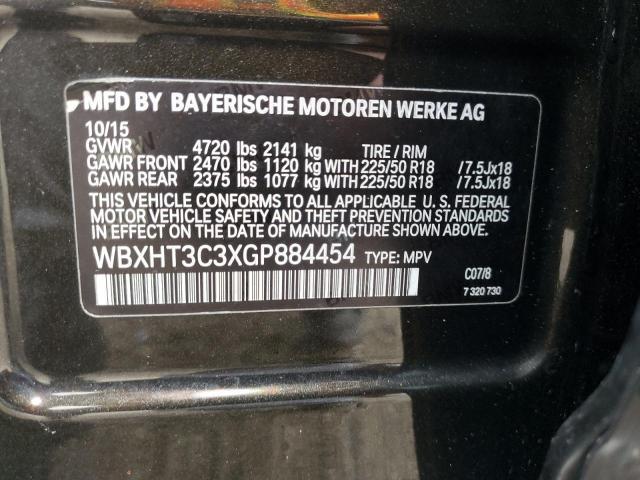 MFD BY BAYERISCHE MOTOREN WERKE AG
10/15
GVWR 4720 lbs 2141 kg TIRE / RIM
GAWR FRONT 2470 lbs 1120 kg WITH 225/50 R18 /7.5Jx18
GAWR REAR 2375 lbs 1077 kg WITH 225/50 R18 /7.5Jx18
THIS VEHICLE CONFORMS TO ALL APPLICABLE U. S. FEDERAL
MOTOR VEHICLE SAFETY AND THEFT PREVENTION STANDARDS
IN EFFECT ON THE DATE OF MANUFACTURE SHOWN ABOVE.
WBXHT3C3XGP884454 TYPE: MPV
C07/8
7 320 730